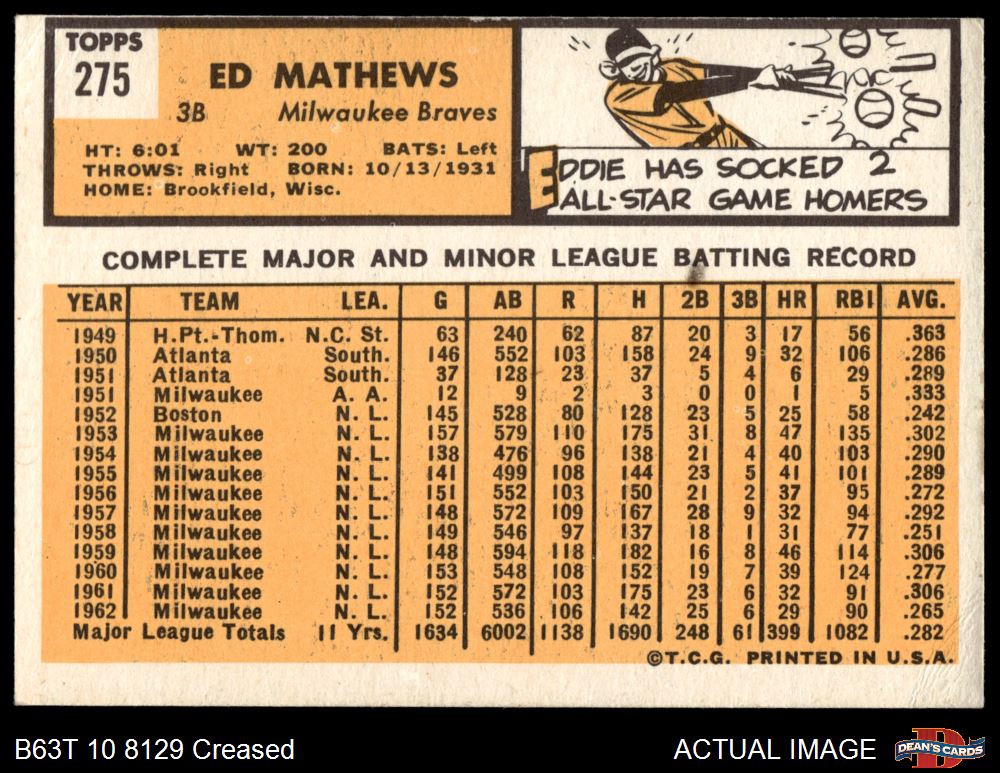 TOPPS
275
ED MATHEWS
3B Milwaukee Braves
HT: 6:01 WT: 200 BATS: Left
THROWS: Right BORN: 10/13/1931
HOME: Brookfield, Wisc.
EDDIE HAS SOCKED 2
ALL-STAR GAME HOMERS
COMPLETE MAJOR AND MINOR LEAGUE BATTING RECORD
YEAR TEAM LEA. G AB R H 2B 3B HR RBI AVG.
1949 H.Pt.-Thom. N.C. St. 63 240 62 87 20 3 17 56 .363
1950 Atlanta South. 146 552 103 158 24 9 32 106 .286
1951 Atlanta South. 37 128 23 37 5 4 6 29 .289
1951 Milwaukee A. A. 12 9 2 3 0 0 1 5 .333
1952 Boston N. L. 145 528 80 128 23 5 25 58 .242
1953 Milwaukee N. L. 157 579 110 175 31 8 47 135 .302
1954 Milwaukee N. L. 138 476 96 138 21 4 40 103 .290
1955 Milwaukee N. L. 141 499 108 144 23 5 41 101 .289
1956 Milwaukee N. L. 151 552 103 150 21 2 37 95 .272
1957 Milwaukee N. L. 148 572 109 167 28 9 32 94 .292
1958 Milwaukee N. L. 149 546 97 137 18 1 31 77 .251
1959 Milwaukee N. L. 148 594 118 182 16 8 46 114 .306
1960 Milwaukee N. L. 153 548 108 152 19 7 39 124 .277
1961 Milwaukee N. L. 152 572 103 175 23 6 32 91 .306
1962 Milwaukee N. L. 152 536 106 142 25 6 29 90 .265
Major League Totals 11 Yrs. 1634 6002 1138 1690 248 61 399 1082 .282
©T.C.G. PRINTED IN U.S.A.
B63T 10 8129 Creased
ACTUAL IMAGE
DEAN'S CARDS